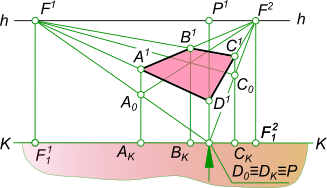 h F¹ P¹ F² h
B¹
A¹ C¹
A₀ C₀
D¹
K F₁¹ A_K B_K C_K F₁² K
D₀≡D_K≡P